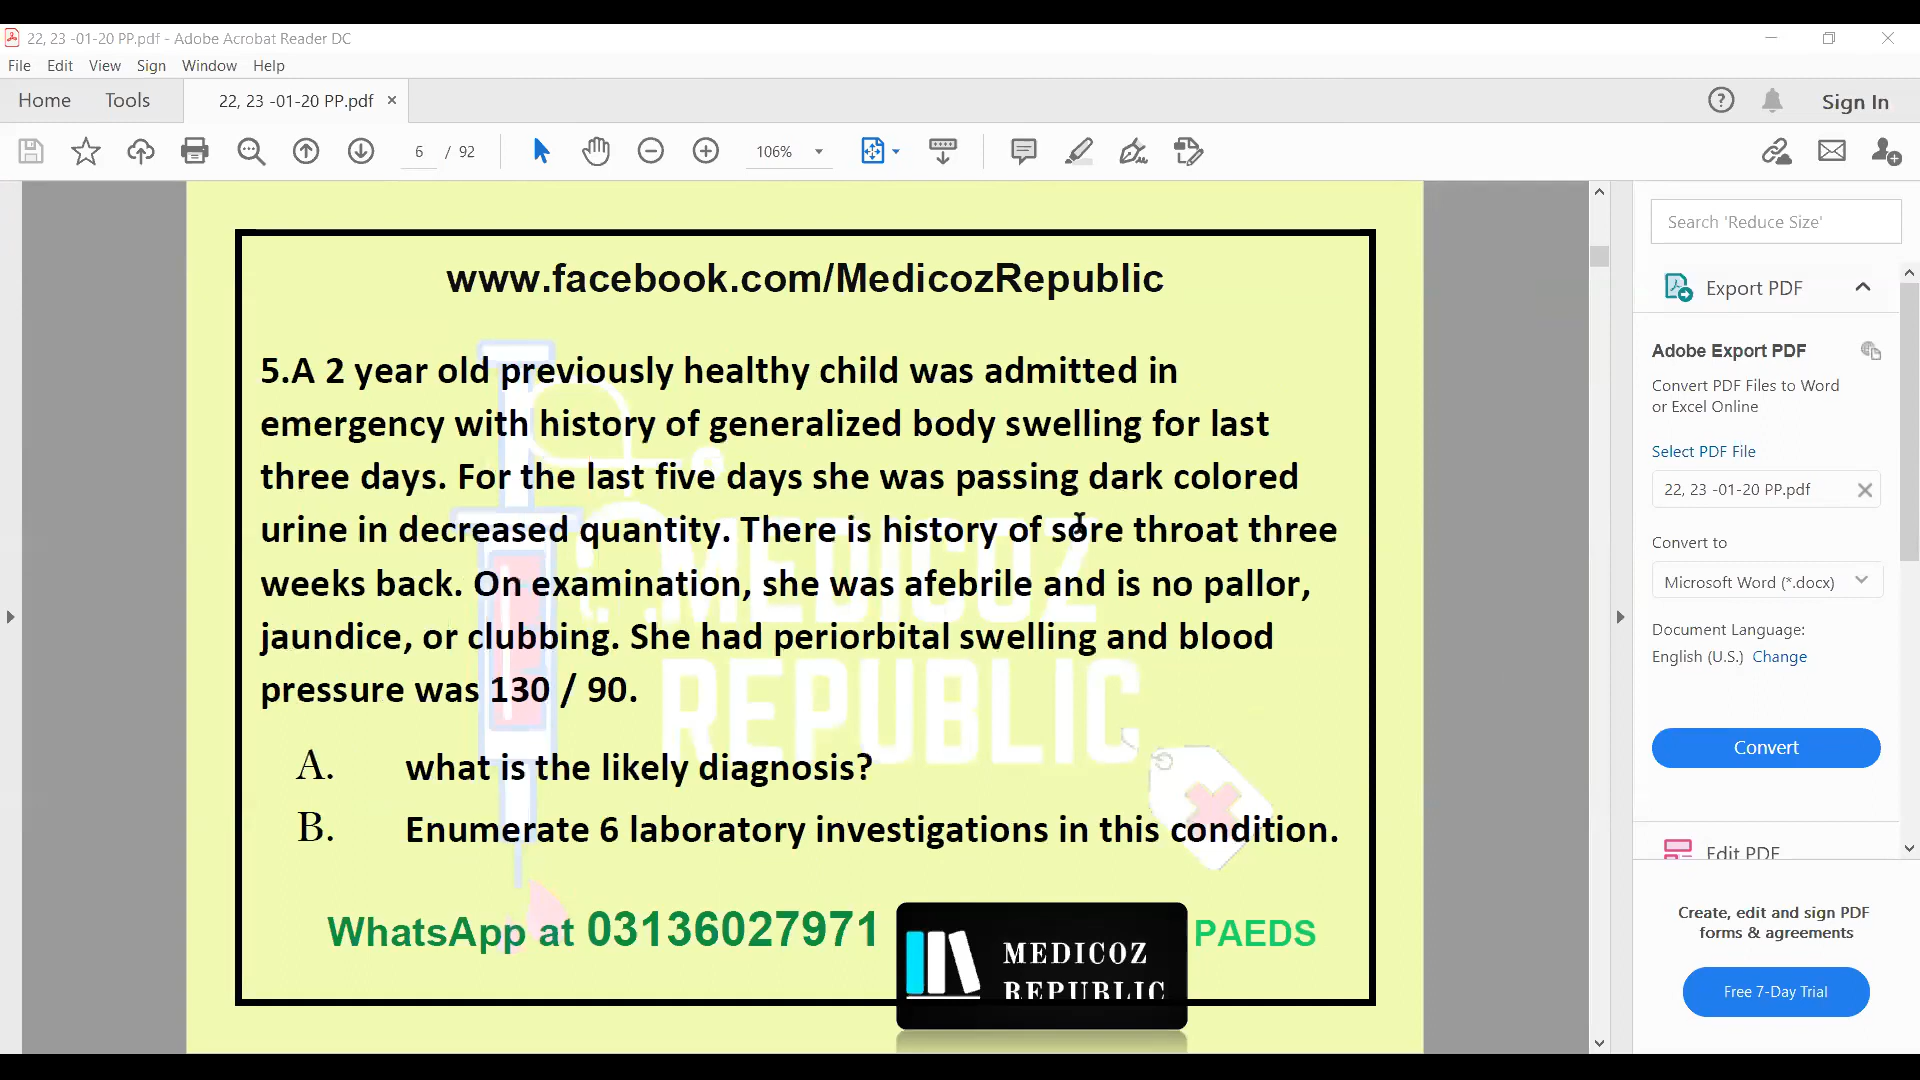 22, 23 -01-20 PP.pdf - Adobe Acrobat Reader DC
File Edit View Sign Window Help
Home Tools 22, 23 -01-20 PP.pdf × Sign In
6 / 92 106%
Search 'Reduce Size'
www.facebook.com/MedicozRepublic
5.A 2 year old previously healthy child was admitted in
emergency with history of generalized body swelling for last
three days. For the last five days she was passing dark colored
urine in decreased quantity. There is history of sore throat three
weeks back. On examination, she was afebrile and is no pallor,
jaundice, or clubbing. She had periorbital swelling and blood
pressure was 130 / 90.
A. what is the likely diagnosis?
B. Enumerate 6 laboratory investigations in this condition.
MEDICOZ
REPUBLIC
WhatsApp at 03136027971
PAEDS
MEDICOZ
REPUBLIC
Export PDF
Adobe Export PDF
Convert PDF Files to Word
or Excel Online
Select PDF File
22, 23 -01-20 PP.pdf
Convert to
Microsoft Word (*.docx)
Document Language:
English (U.S.) Change
Convert
Edit PDF
Create, edit and sign PDF
forms & agreements
Free 7-Day Trial